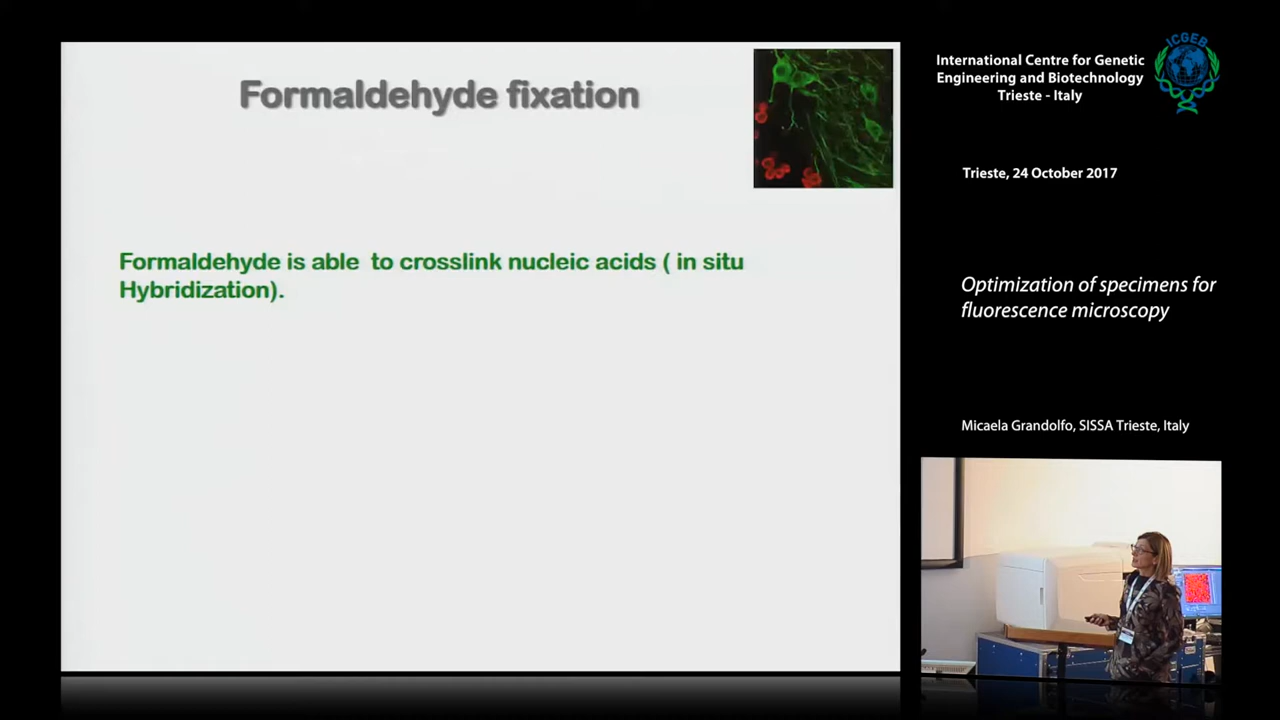 Formaldehyde fixation
Formaldehyde is able to crosslink nucleic acids ( in situ
Hybridization).
International Centre for Genetic
Engineering and Biotechnology
Trieste - Italy
ICGEB
Trieste, 24 October 2017
Optimization of specimens for
fluorescence microscopy
Micaela Grandolfo, SISSA Trieste, Italy